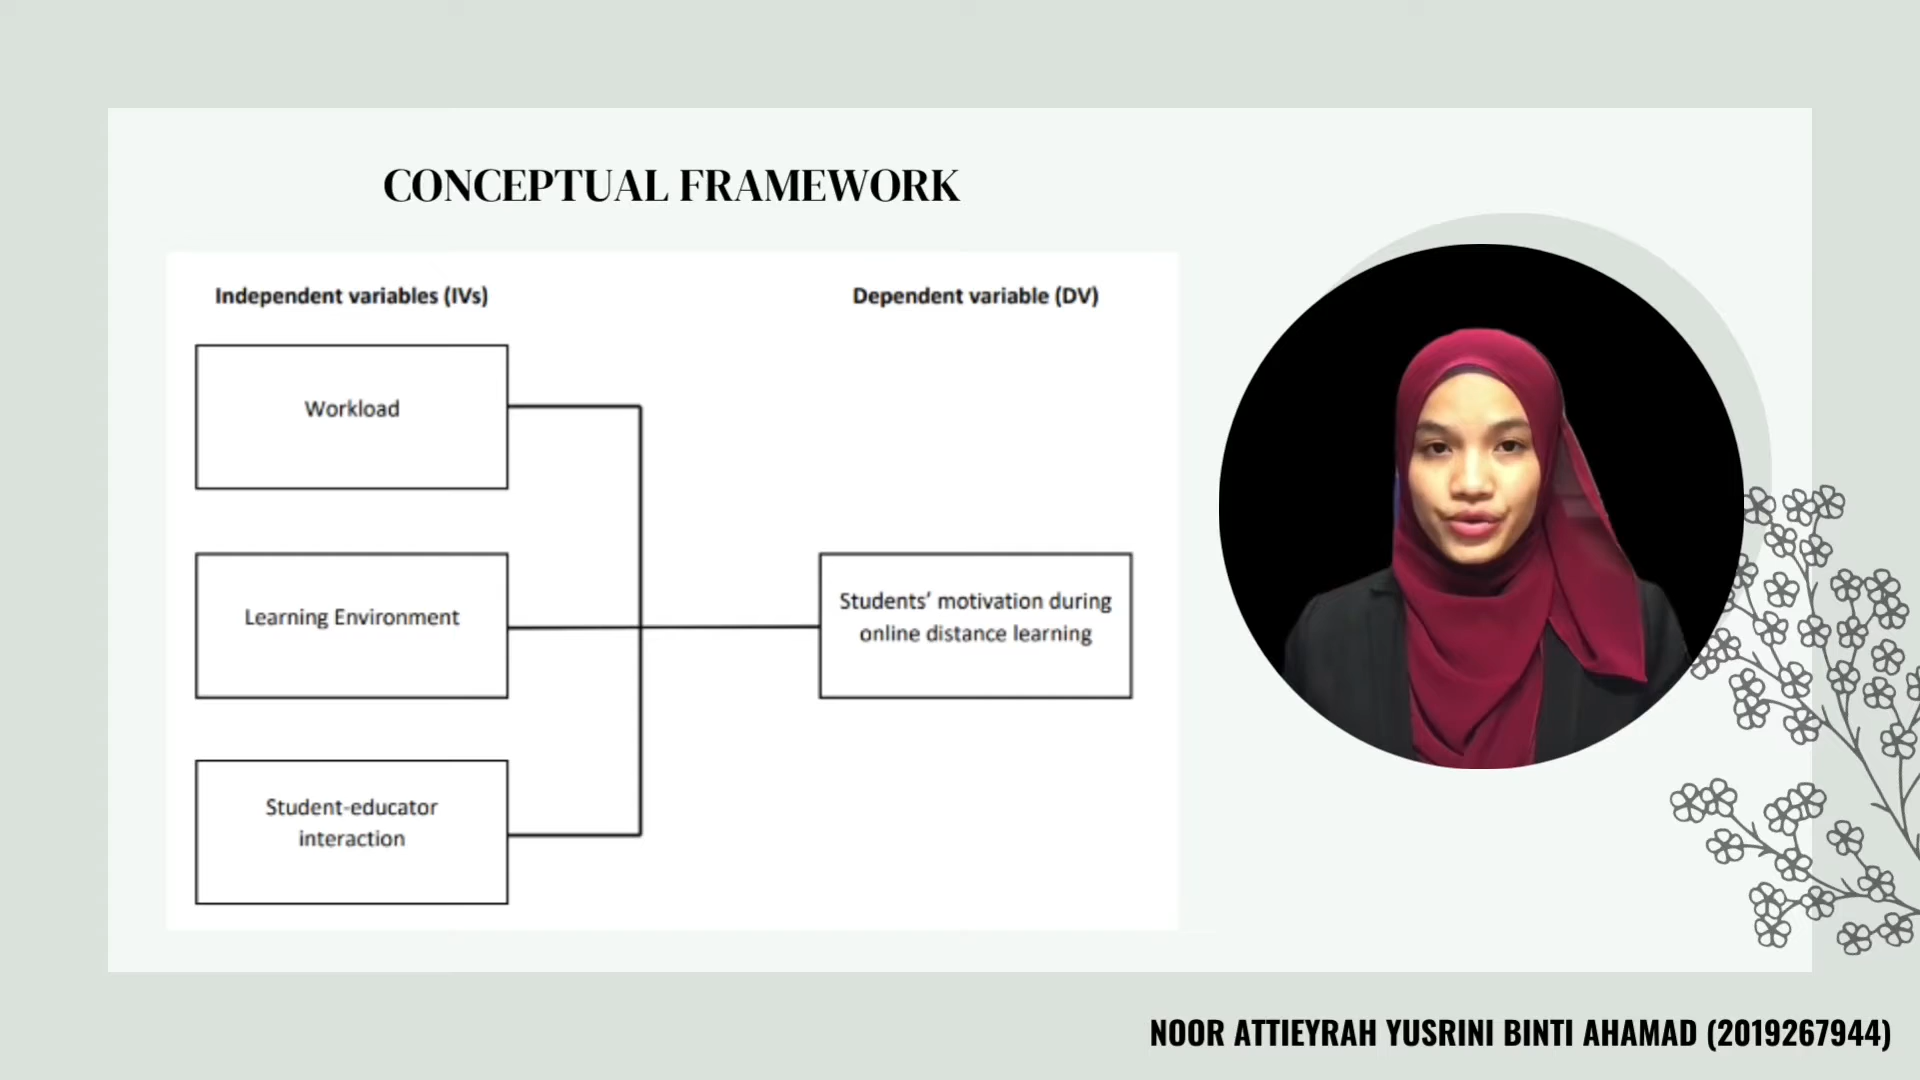 CONCEPTUAL FRAMEWORK
Independent variables (IVs)
Dependent variable (DV)
Workload
Learning Environment
Students’ motivation during
online distance learning
Student-educator
interaction
NOOR ATTIEYRAH YUSRINI BINTI AHAMAD (2019267944)